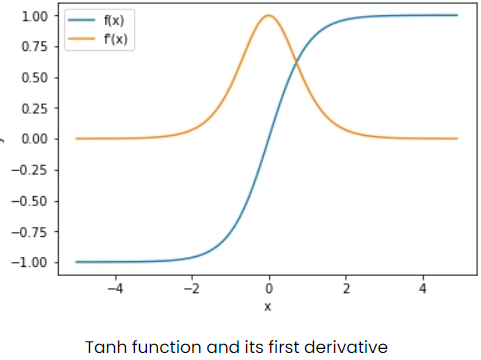 f(x)
f'(x)
1.00
0.75
0.50
0.25
0.00
−0.25
−0.50
−0.75
−1.00
−4 −2 0 2 4
x
Tanh function and its first derivative